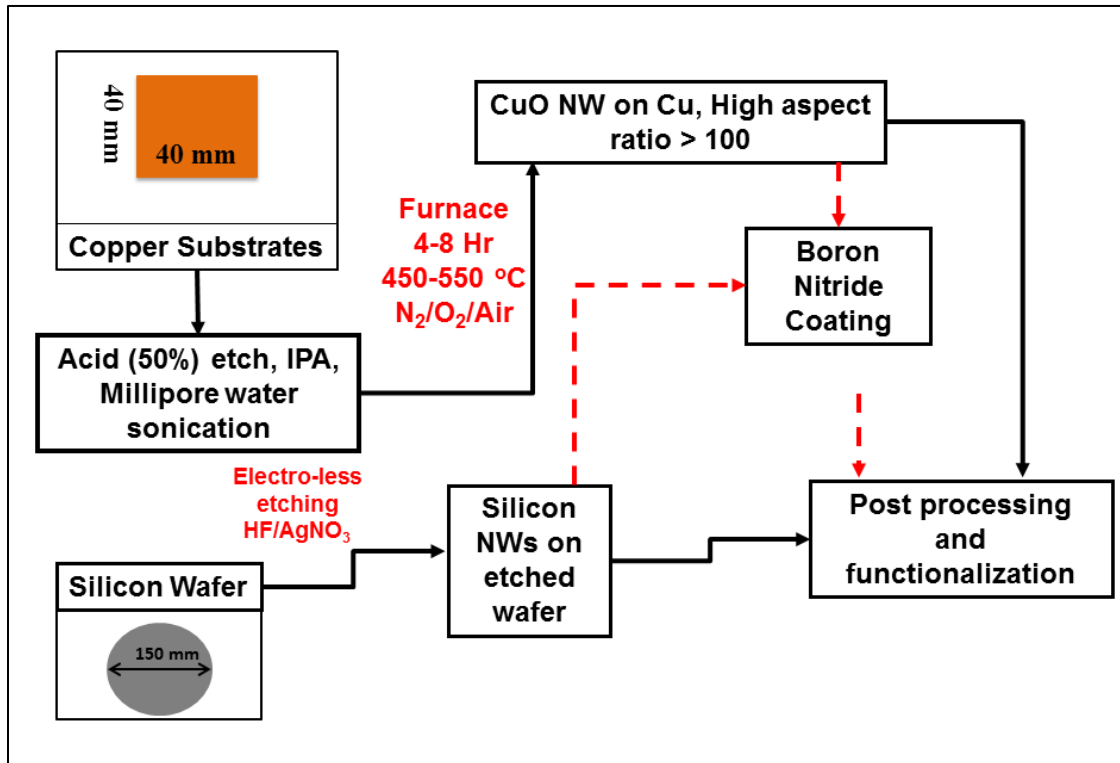 40 mm
40 mm
Copper Substrates
Acid (50%) etch, IPA,
Millipore water
sonication
Furnace
4-8 Hr
450-550 ºC
N₂/O₂/Air
CuO NW on Cu, High aspect
ratio > 100
Boron
Nitride
Coating
Electro-less
etching
HF/AgNO₃
Silicon Wafer
150 mm
Silicon
NWs on
etched
wafer
Post processing
and
functionalization